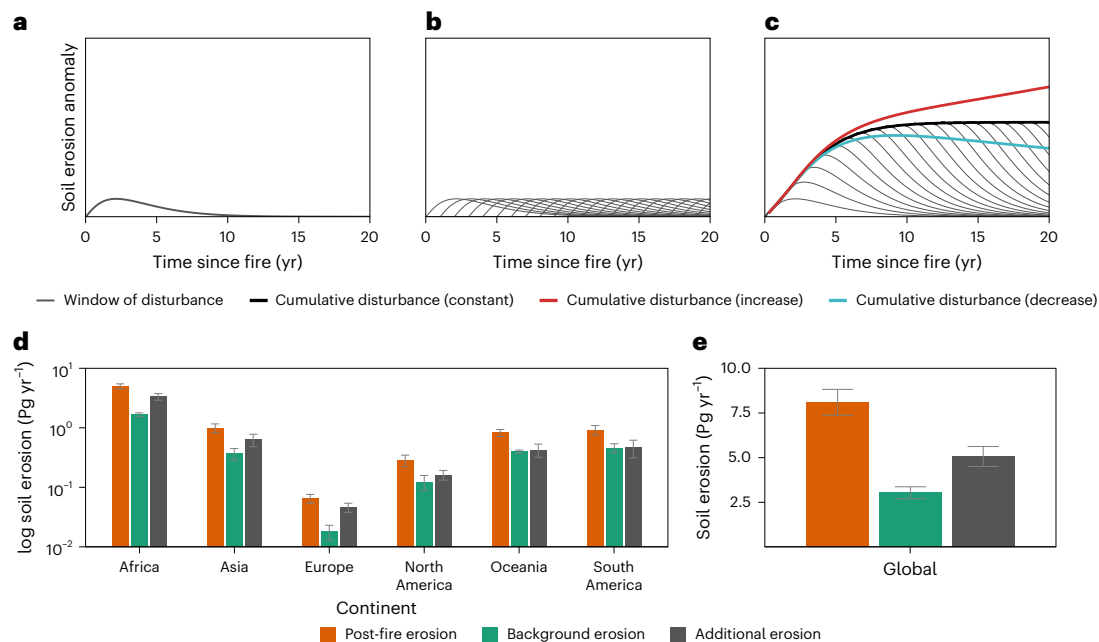 a
b
c
Soil erosion anomaly
0 5 10 15 20
0 5 10 15 20
0 5 10 15 20
Time since fire (yr)
Time since fire (yr)
Time since fire (yr)
Window of disturbance
Cumulative disturbance (constant)
Cumulative disturbance (increase)
Cumulative disturbance (decrease)
d
log soil erosion (Pg yr⁻¹)
10¹
10⁰
10⁻¹
10⁻²
Africa
Asia
Europe
North
America
Oceania
South
America
Continent
e
Soil erosion (Pg yr⁻¹)
10.0
7.5
5.0
2.5
Global
Post-fire erosion
Background erosion
Additional erosion